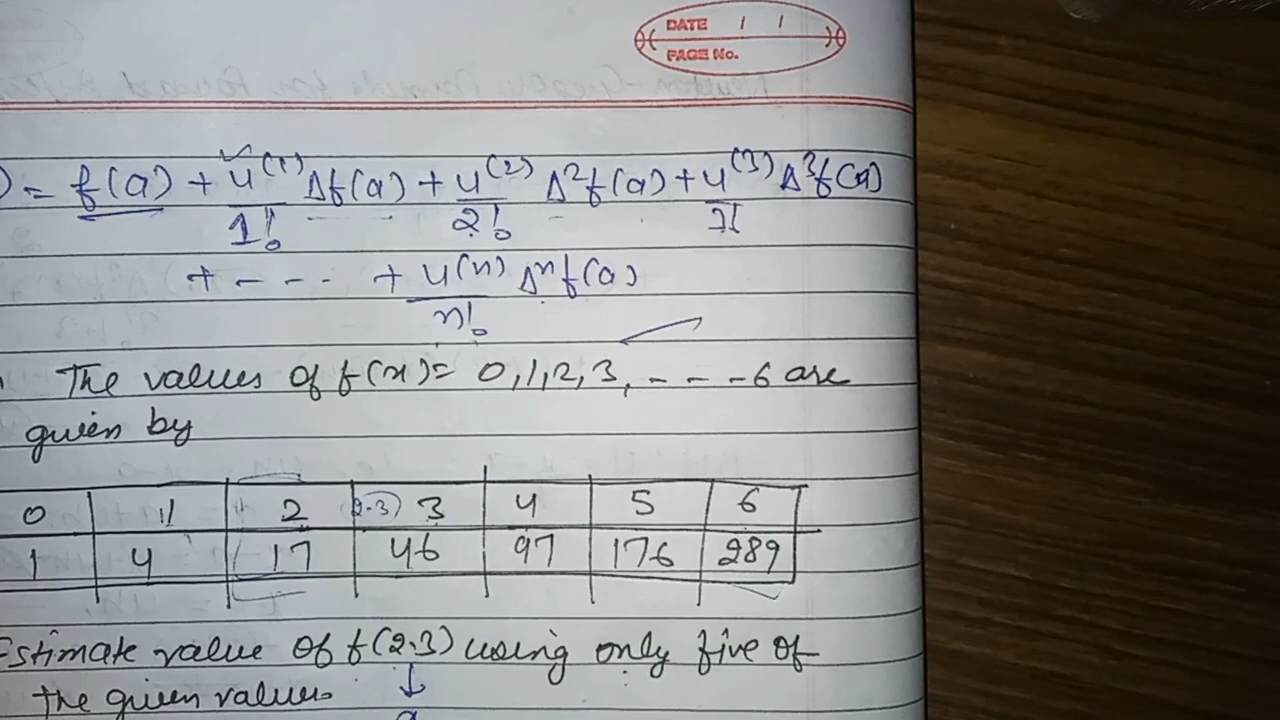 DATE / /
PAGE No.
) = f(a) + u^(1)/1! Δf(a) + u^(2)/2! Δ²f(a) + u^(3)/3! Δ³f(a)
+ - - - - + u^(n)/n! Δⁿf(a)
The values of f(x) = 0,1,2,3, - - - - 6 are
given by
0 1 2 (2.3) 3 4 5 6
1 4 17 46 97 176 289
Estimate value of f(2.3) using only five of
the given values